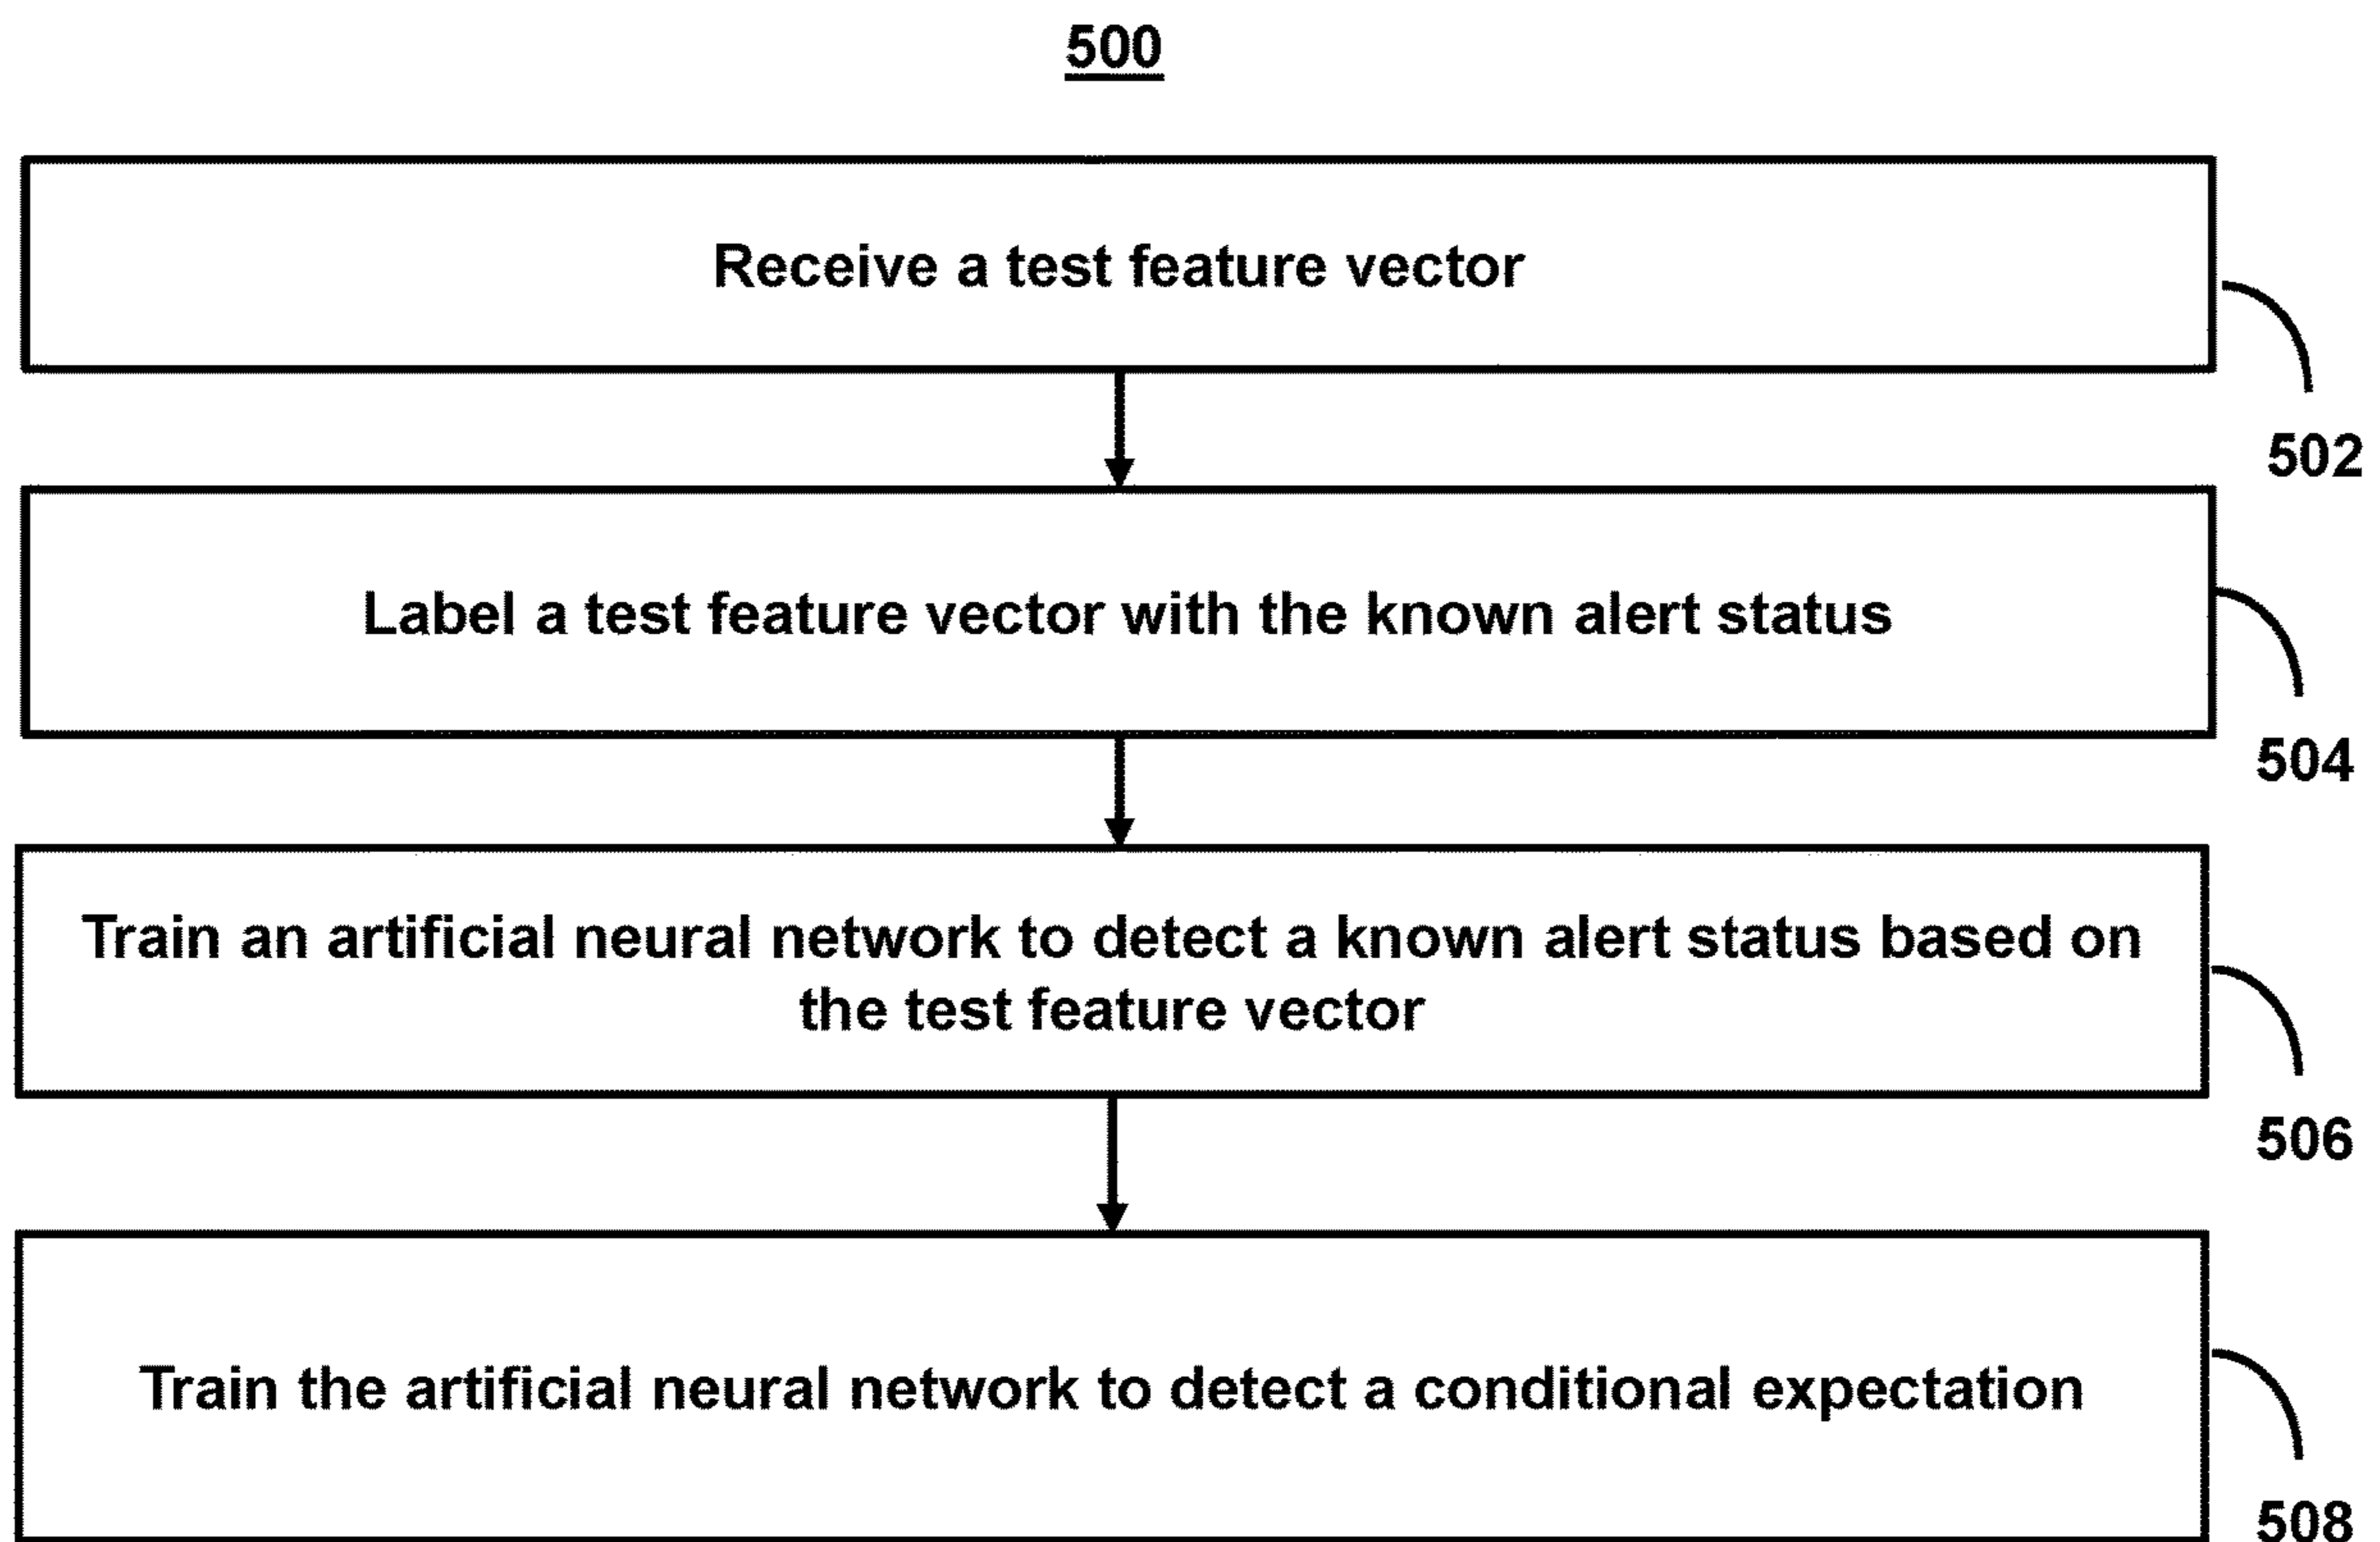 500
Receive a test feature vector
502
Label a test feature vector with the known alert status
504
Train an artificial neural network to detect a known alert status based on
the test feature vector
506
Train the artificial neural network to detect a conditional expectation
508